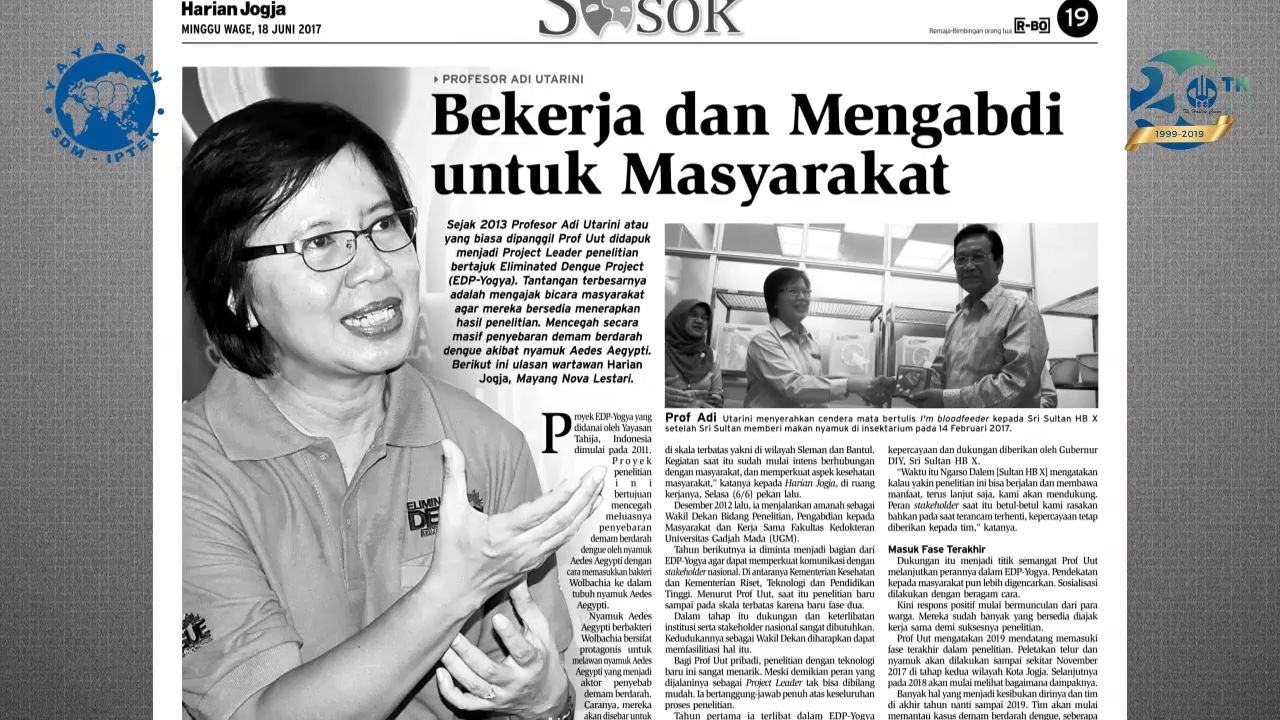 Harian Jogja
MINGGU WAGE, 18 JUNI 2017
SOSOK
Remaja-Bimbingan orang tua R-BO 19
YAYASAN
SDM - IPTEK
20 TH
The Habibie Center
1999-2019
PROFESOR ADI UTARINI
Bekerja dan Mengabdi
untuk Masyarakat
Sejak 2013 Profesor Adi Utarini atau
yang biasa dipanggil Prof Uut didapuk
menjadi Project Leader penelitian
bertajuk Eliminated Dengue Project
(EDP-Yogya). Tantangan terbesarnya
adalah mengajak bicara masyarakat
agar mereka bersedia menerapkan
hasil penelitian. Mencegah secara
masif penyebaran demam berdarah
dengue akibat nyamuk Aedes Aegypti.
Berikut ini ulasan wartawan Harian
Jogja, Mayang Nova Lestari.
Prof Adi Utarini menyerahkan cendera mata bertulis I'm bloodfeeder kepada Sri Sultan HB X
setelah Sri Sultan memberi makan nyamuk di insektarium pada 14 Februari 2017.
Proyek EDP-Yogya yang
didanai oleh Yayasan
Tahija, Indonesia
dimulai pada 2011.
Proyek
penelitian
ini
bertujuan
mencegah
meluasnya
penyebaran
demam berdarah
dengue oleh nyamuk
Aedes Aegypti dengan
cara memasukkan bakteri
Wolbachia ke dalam
tubuh nyamuk Aedes
Aegypti.
Nyamuk Aedes
Aegypti berbakteri
Wolbachia bersifat
protagonis untuk
melawan nyamuk Aedes
Aegypti yang menjadi
aktor penyebab
demam berdarah.
Caranya, mereka
akan disebar untuk
di skala terbatas yakni di wilayah Sleman dan Bantul.
Kegiatan saat itu sudah mulai intens berhubungan
dengan masyarakat, dan memperkuat aspek kesehatan
masyarakat," katanya kepada Harian Jogja, di ruang
kerjanya, Selasa (6/6) pekan lalu.
Desember 2012 lalu, ia menjalankan amanah sebagai
Wakil Dekan Bidang Penelitian, Pengabdian kepada
Masyarakat dan Kerja Sama Fakultas Kedokteran
Universitas Gadjah Mada (UGM).
Tahun berikutnya ia diminta menjadi bagian dari
EDP-Yogya agar dapat memperkuat komunikasi dengan
stakeholder nasional. Di antaranya Kementerian Kesehatan
dan Kementerian Riset, Teknologi dan Pendidikan
Tinggi. Menurut Prof Uut, saat itu penelitian baru
sampai pada skala terbatas karena baru fase dua.
Dalam tahap itu dukungan dan keterlibatan
institusi serta stakeholder nasional sangat dibutuhkan.
Kedudukannya sebagai Wakil Dekan diharapkan dapat
memfasilitasi hal itu.
Bagi Prof Uut pribadi, penelitian dengan teknologi
baru ini sangat menarik. Meski demikian peran yang
dijalaninya sebagai Project Leader tak bisa dibilang
mudah. Ia bertanggung-jawab penuh atas keseluruhan
proses penelitian.
Tahun pertama ia terlibat dalam EDP-Yogya
kepercayaan dan dukungan diberikan oleh Gubernur
DIY, Sri Sultan HB X.
"Waktu itu Ngarso Dalem [Sultan HB X] mengatakan
kalau yakin penelitian ini bisa berjalan dan membawa
manfaat, terus lanjut saja, kami akan mendukung.
Peran stakeholder saat itu betul-betul kami rasakan
bahkan pada saat terancam terhenti, kepercayaan tetap
diberikan kepada tim," katanya.
Masuk Fase Terakhir
Dukungan itu menjadi titik semangat Prof Uut
melanjutkan perannya dalam EDP-Yogya. Pendekatan
kepada masyarakat pun lebih digencarkan. Sosialisasi
dilakukan dengan beragam cara.
Kini respons positif mulai bermunculan dari para
warga. Mereka sudah banyak yang bersedia diajak
kerja sama demi suksesnya penelitian.
Prof Uut mengatakan 2019 mendatang memasuki
fase terakhir dalam penelitian. Peletakan telur dan
nyamuk akan dilakukan sampai sekitar November
2017 di tahap kedua wilayah Kota Jogja. Selanjutnya
pada 2018 akan mulai melihat bagaimana dampaknya.
Banyak hal yang menjadi kesibukan dirinya dan tim
di akhir tahun nanti sampai 2019. Tim akan mulai
memantau kasus demam berdarah dengue, seberapa